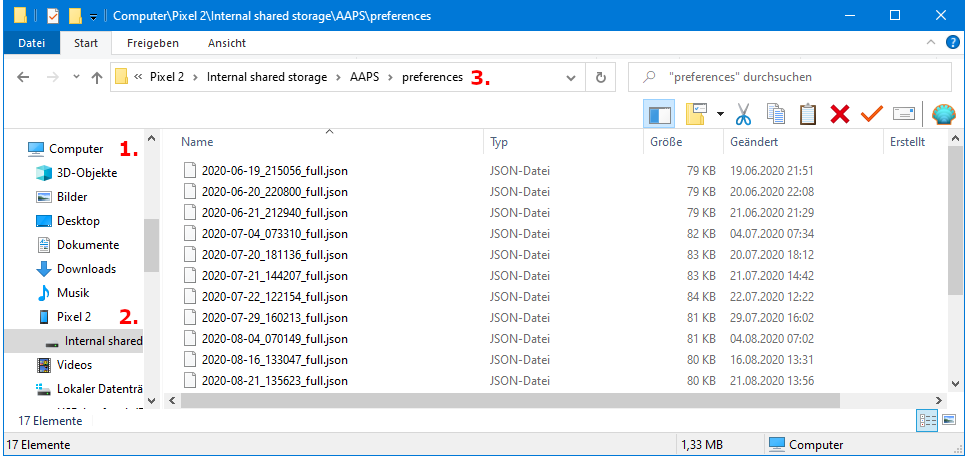 Computer\Pixel 2\Internal shared storage\AAPS\preferences
Datei Start Freigeben Ansicht
« Pixel 2 > Internal shared storage > AAPS > preferences 3. "preferences" durchsuchen
Name Typ Größe Geändert Erstellt
Computer 1.
3D-Objekte
Bilder
Desktop
Dokumente
Downloads
Musik
Pixel 2 2.
Internal shared
Videos
Lokaler Datenträ
2020-06-19_215056_full.json JSON-Datei 79 KB 19.06.2020 21:51
2020-06-20_220800_full.json JSON-Datei 79 KB 20.06.2020 22:08
2020-06-21_212940_full.json JSON-Datei 79 KB 21.06.2020 21:29
2020-07-04_073310_full.json JSON-Datei 82 KB 04.07.2020 07:34
2020-07-20_181136_full.json JSON-Datei 83 KB 20.07.2020 18:12
2020-07-21_144207_full.json JSON-Datei 83 KB 21.07.2020 14:42
2020-07-22_122154_full.json JSON-Datei 84 KB 22.07.2020 12:22
2020-07-29_160213_full.json JSON-Datei 81 KB 29.07.2020 16:02
2020-08-04_070149_full.json JSON-Datei 81 KB 04.08.2020 07:02
2020-08-16_133047_full.json JSON-Datei 80 KB 16.08.2020 13:31
2020-08-21_135623_full.json JSON-Datei 80 KB 21.08.2020 13:56
17 Elemente
17 Elemente 1,33 MB Computer